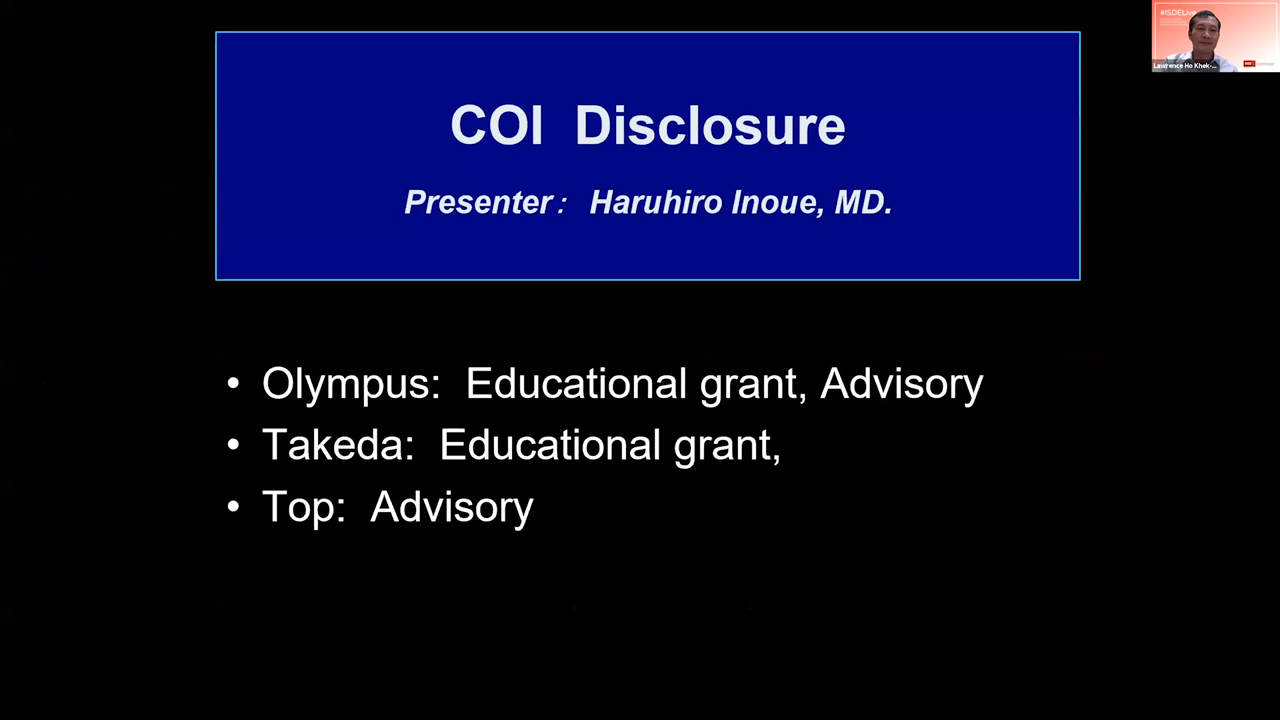 #ISDELive
Lawrence Ho Khek-...
COI Disclosure
Presenter: Haruhiro Inoue, MD.
• Olympus: Educational grant, Advisory
• Takeda: Educational grant,
• Top: Advisory